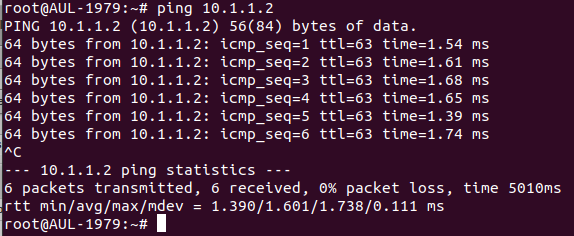 root@AUL-1979:~# ping 10.1.1.2
PING 10.1.1.2 (10.1.1.2) 56(84) bytes of data.
64 bytes from 10.1.1.2: icmp_seq=1 ttl=63 time=1.54 ms
64 bytes from 10.1.1.2: icmp_seq=2 ttl=63 time=1.61 ms
64 bytes from 10.1.1.2: icmp_seq=3 ttl=63 time=1.68 ms
64 bytes from 10.1.1.2: icmp_seq=4 ttl=63 time=1.65 ms
64 bytes from 10.1.1.2: icmp_seq=5 ttl=63 time=1.39 ms
64 bytes from 10.1.1.2: icmp_seq=6 ttl=63 time=1.74 ms
^C
--- 10.1.1.2 ping statistics ---
6 packets transmitted, 6 received, 0% packet loss, time 5010ms
rtt min/avg/max/mdev = 1.390/1.601/1.738/0.111 ms
root@AUL-1979:~#